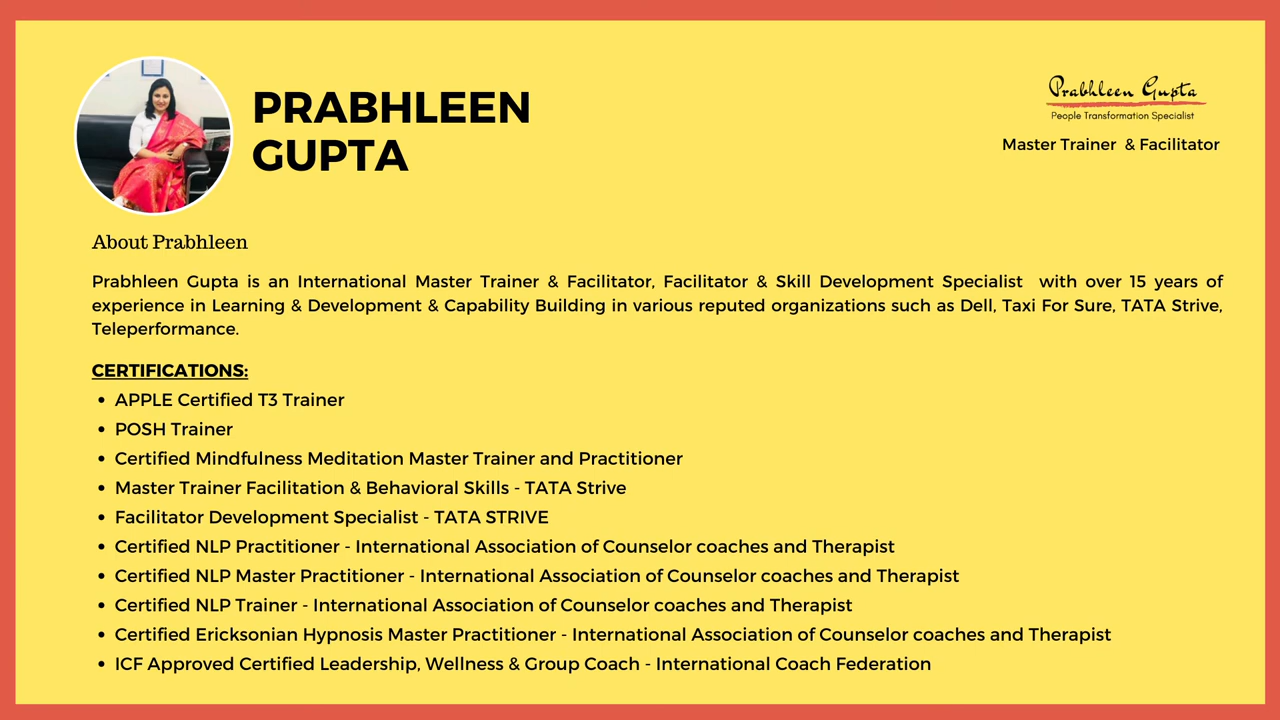 PRABHLEEN
GUPTA
Prabhleen Gupta
People Transformation Specialist
Master Trainer & Facilitator
About Prabhleen
Prabhleen Gupta is an International Master Trainer & Facilitator, Facilitator & Skill Development Specialist with over 15 years of
experience in Learning & Development & Capability Building in various reputed organizations such as Dell, Taxi For Sure, TATA Strive,
Teleperformance.
CERTIFICATIONS:
• APPLE Certified T3 Trainer
• POSH Trainer
• Certified Mindfulness Meditation Master Trainer and Practitioner
• Master Trainer Facilitation & Behavioral Skills - TATA Strive
• Facilitator Development Specialist - TATA STRIVE
• Certified NLP Practitioner - International Association of Counselor coaches and Therapist
• Certified NLP Master Practitioner - International Association of Counselor coaches and Therapist
• Certified NLP Trainer - International Association of Counselor coaches and Therapist
• Certified Ericksonian Hypnosis Master Practitioner - International Association of Counselor coaches and Therapist
• ICF Approved Certified Leadership, Wellness & Group Coach - International Coach Federation